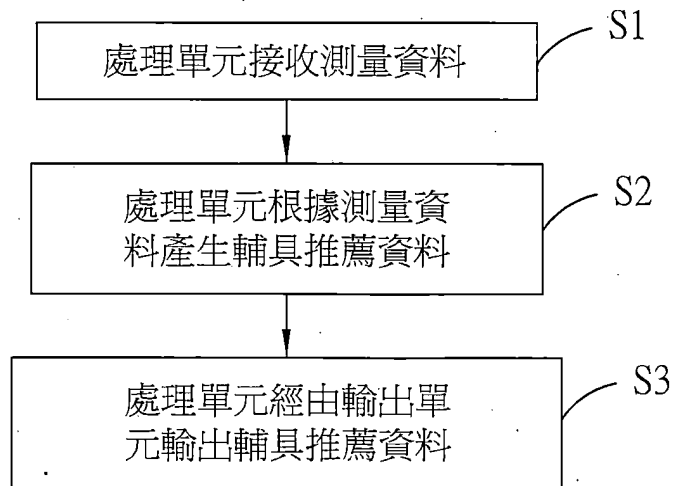 處理單元接收測量資料
S1
處理單元根據測量資
料產生輔具推薦資料
S2
處理單元經由輸出單
元輸出輔具推薦資料
S3